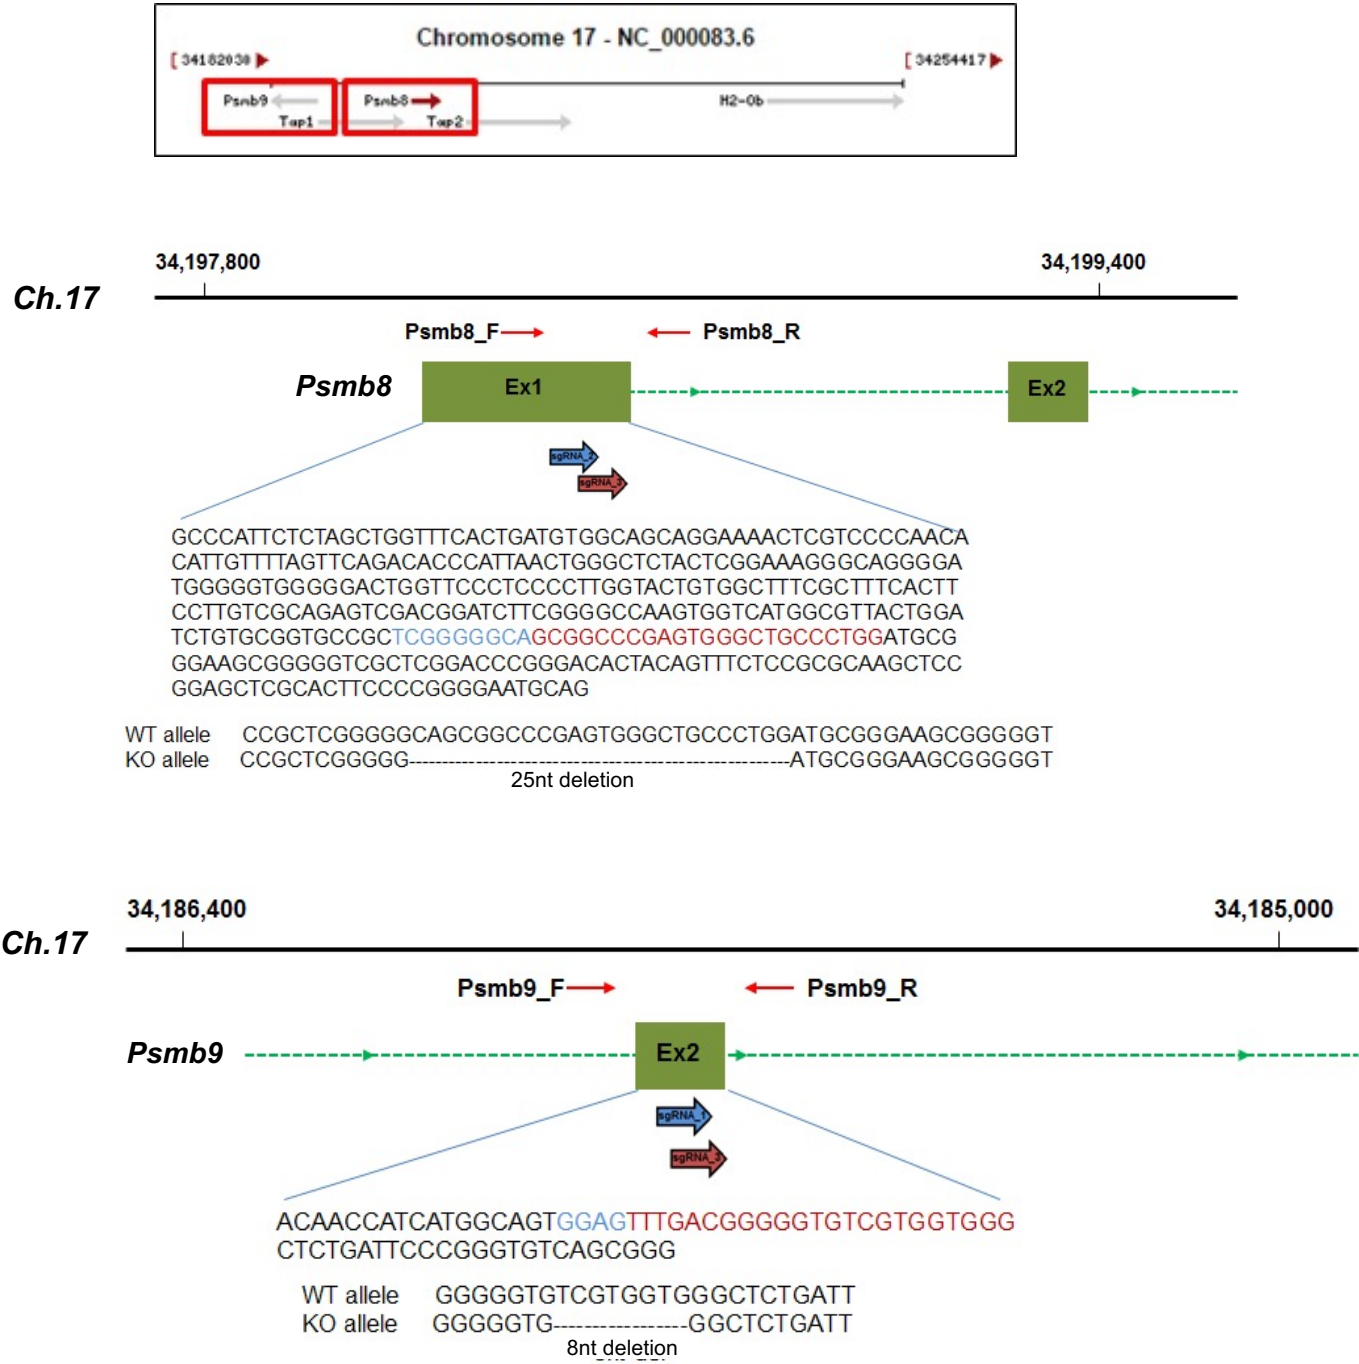 Chromosome 17 - NC_000083.6
[ 34182030
[ 34254417
Psmb9
Psmb8
H2-Ob
Tap1
Tap2
34,197,800
34,199,400
Ch.17
Psmb8_F
Psmb8_R
Psmb8
Ex1
Ex2
sgRNA_2
sgRNA_3
GCCCATTCTCTAGCTGGTTTCACTGATGTGGCAGCAGGAAAACTCGTCCCCAACA
CATTGTTTTAGTTCAGACACCCATTAACTGGGCTCTACTCGGAAAGGGCAGGGGA
TGGGGGTGGGGGACTGGTTCCCTCCCCTTGGTACTGTGGCTTTCGCTTTCACTT
CCTTGTCGCAGAGTCGACGGATCTTCGGGGCCAAGTGGTCATGGCGTTACTGGA
TCTGTGCGGTGCCGCTCGGGGGCAGCGGCCCGAGTGGGCTGCCCTGGATGCG
GGAAGCGGGGGTCGCTCGGACCCGGGACACTACAGTTTCTCCGCGCAAGCTCC
GGAGCTCGCACTTCCCCGGGGAATGCAG
WT allele CCGCTCGGGGGCAGCGGCCCGAGTGGGCTGCCCTGGATGCGGGAAGCGGGGGT
KO allele CCGCTCGGGGG-------------------------ATGCGGGAAGCGGGGGT
25nt deletion
34,186,400
34,185,000
Ch.17
Psmb9_F
Psmb9_R
Psmb9
Ex2
sgRNA_1
sgRNA_3
ACAACCATCATGGCAGTGGAGTTTGACGGGGGTGTCGTGGTGGG
CTCTGATTCCCGGGTGTCAGCGGG
WT allele GGGGGTGTCGTGGTGGGCTCTGATT
KO allele GGGGGTG-----------------GGCTCTGATT
8nt deletion